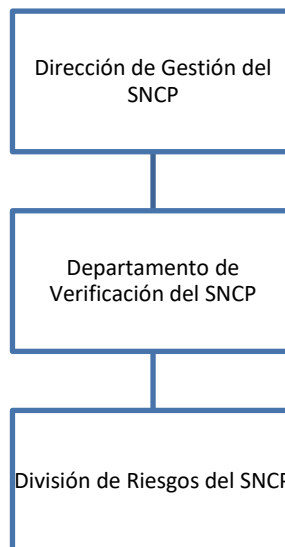 Dirección de Gestión del
SNCP
Departamento de
Verificación del SNCP
División de Riesgos del SNCP